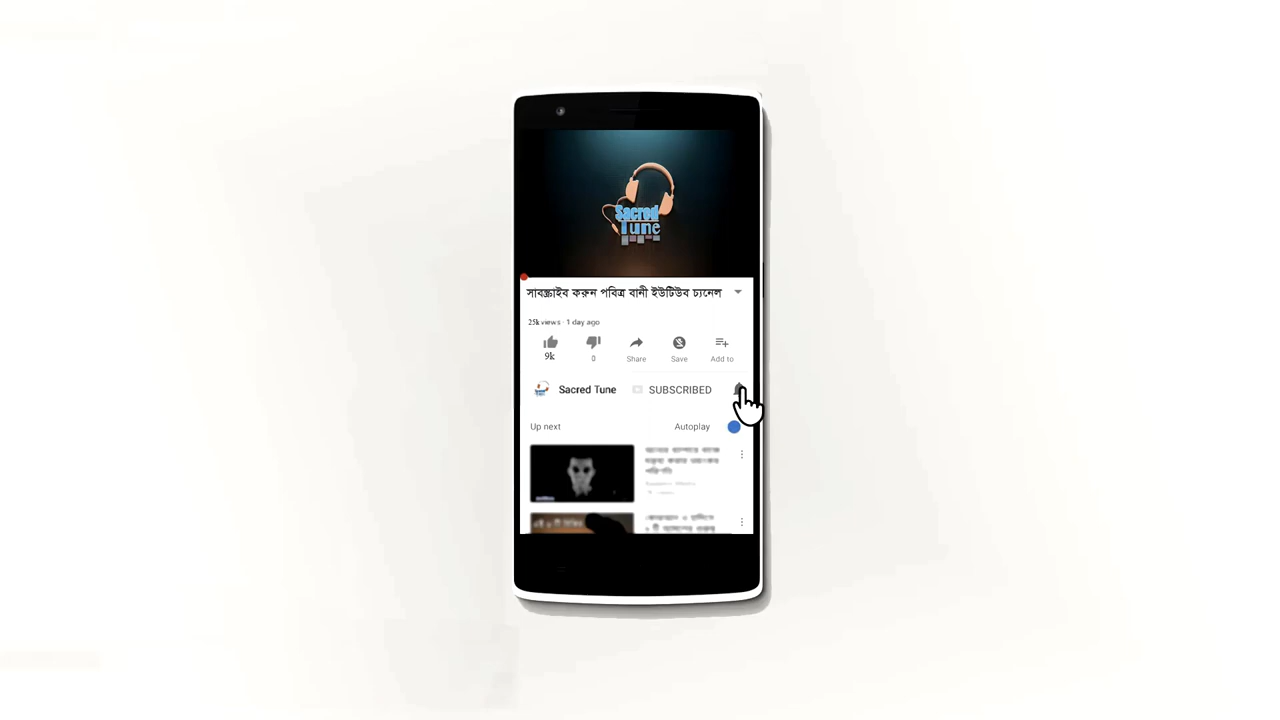 Sacred
Tune
সাবস্ক্রাইব করুন পবিত্র বানী ইউটিউব চ্যনেল
25k views · 1 day ago
9k
0
Share
Save
Add to
Sacred Tune
SUBSCRIBED
Up next
Autoplay